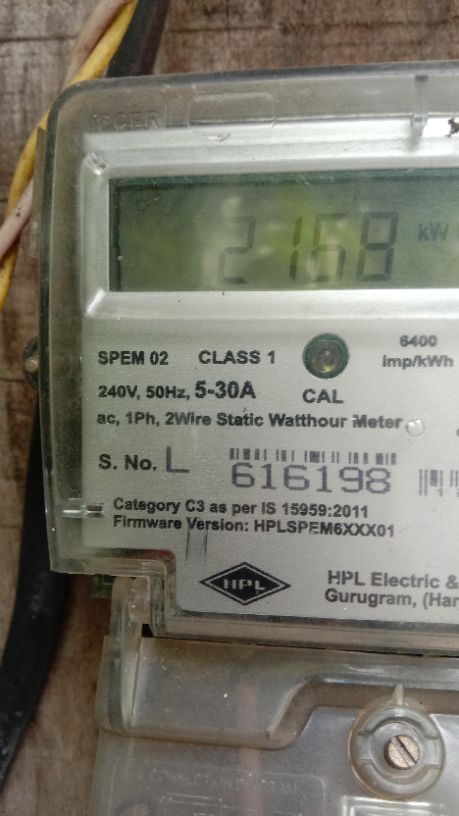 2168 kW
SPEM 02 CLASS 1
6400
imp/kWh
240V, 50Hz, 5-30A CAL
ac, 1Ph, 2Wire Static Watthour Meter
S. No. L 616198
Category C3 as per IS 15959:2011
Firmware Version: HPLSPEM6XXX01
HPL
HPL Electric &
Gurugram, (Har